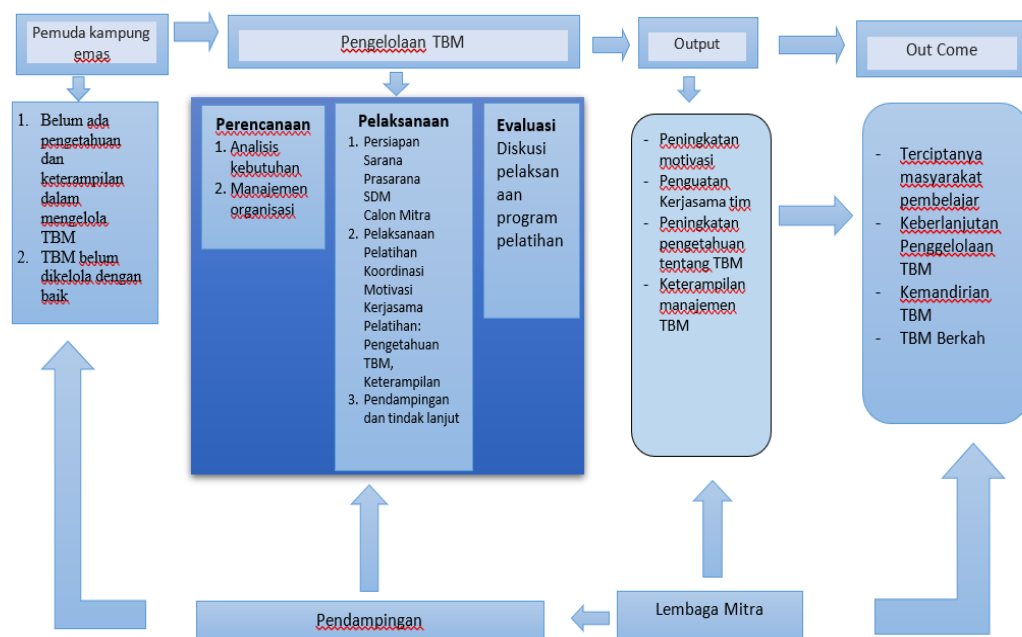 Pemuda kampung
emas
Pengelolaan TBM
Output
Out Come
1. Belum ada
pengetahuan
dan
keterampilan
dalam
mengelola
TBM
2. TBM belum
dikelola dengan
baik
Perencanaan
1. Analisis
kebutuhan
2. Manajemen
organisasi
Pelaksanaan
1. Persiapan
Sarana
Prasarana
SDM
Calon Mitra
2. Pelaksanaan
Pelatihan
Koordinasi
Motivasi
Kerjasama
Pelatihan:
Pengetahuan
TBM,
Keterampilan
3. Pendampingan
dan tindak lanjut
Evaluasi
Diskusi
pelaksan
aan
program
pelatihan
- Peningkatan
motivasi
- Penguatan
Kerjasama tim
- Peningkatan
pengetahuan
tentang TBM
- Keterampilan
manajemen
TBM
- Terciptanya
masyarakat
pembelajar
- Keberlanjutan
Penggelolaan
TBM
- Kemandirian
TBM
- TBM Berkah
Pendampingan
Lembaga Mitra